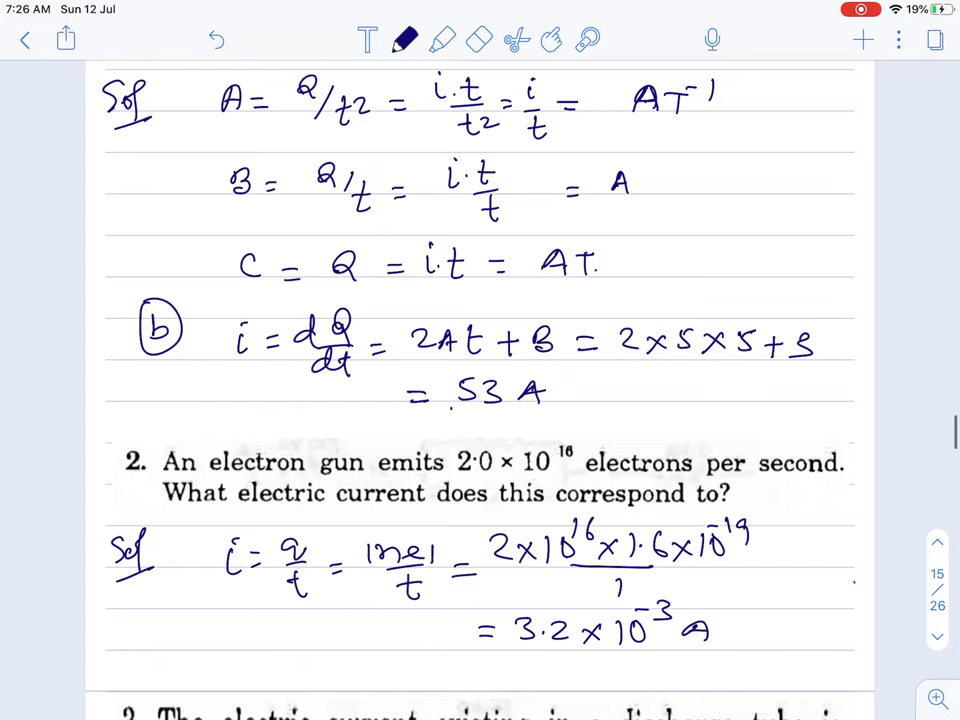 7:26 AM Sun 12 Jul 19%
Sol A = Q/t2 = i.t/t2 = i/t = AT-1
B = Q/t = i.t/t = A
C = Q = i.t = AT.
b i = dQ/dt = 2At + B = 2×5×5+3
= 53 A
2. An electron gun emits 2·0 × 10^16 electrons per second.
What electric current does this correspond to?
Sol i = q/t = |ne|/t = 2×10^16×1.6×10^-19/1
= 3.2 × 10^-3 A
15
/
26